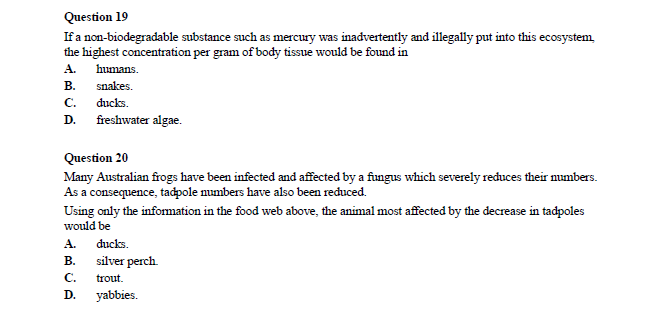 Question 19
If a non-biodegradable substance such as mercury was inadvertently and illegally put into this ecosystem,
the highest concentration per gram of body tissue would be found in
A. humans.
B. snakes.
C. ducks.
D. freshwater algae.
Question 20
Many Australian frogs have been infected and affected by a fungus which severely reduces their numbers.
As a consequence, tadpole numbers have also been reduced.
Using only the information in the food web above, the animal most affected by the decrease in tadpoles
would be
A. ducks.
B. silver perch.
C. trout.
D. yabbies.